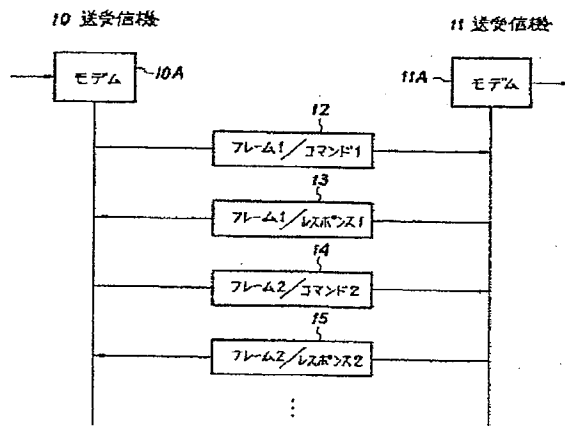 10 送受信機
11 送受信機
モデム
10A
11A
モデム
12
フレーム1/コマンド1
13
フレーム1/レスポンス1
14
フレーム2/コマンド2
15
フレーム2/レスポンス2
⋮